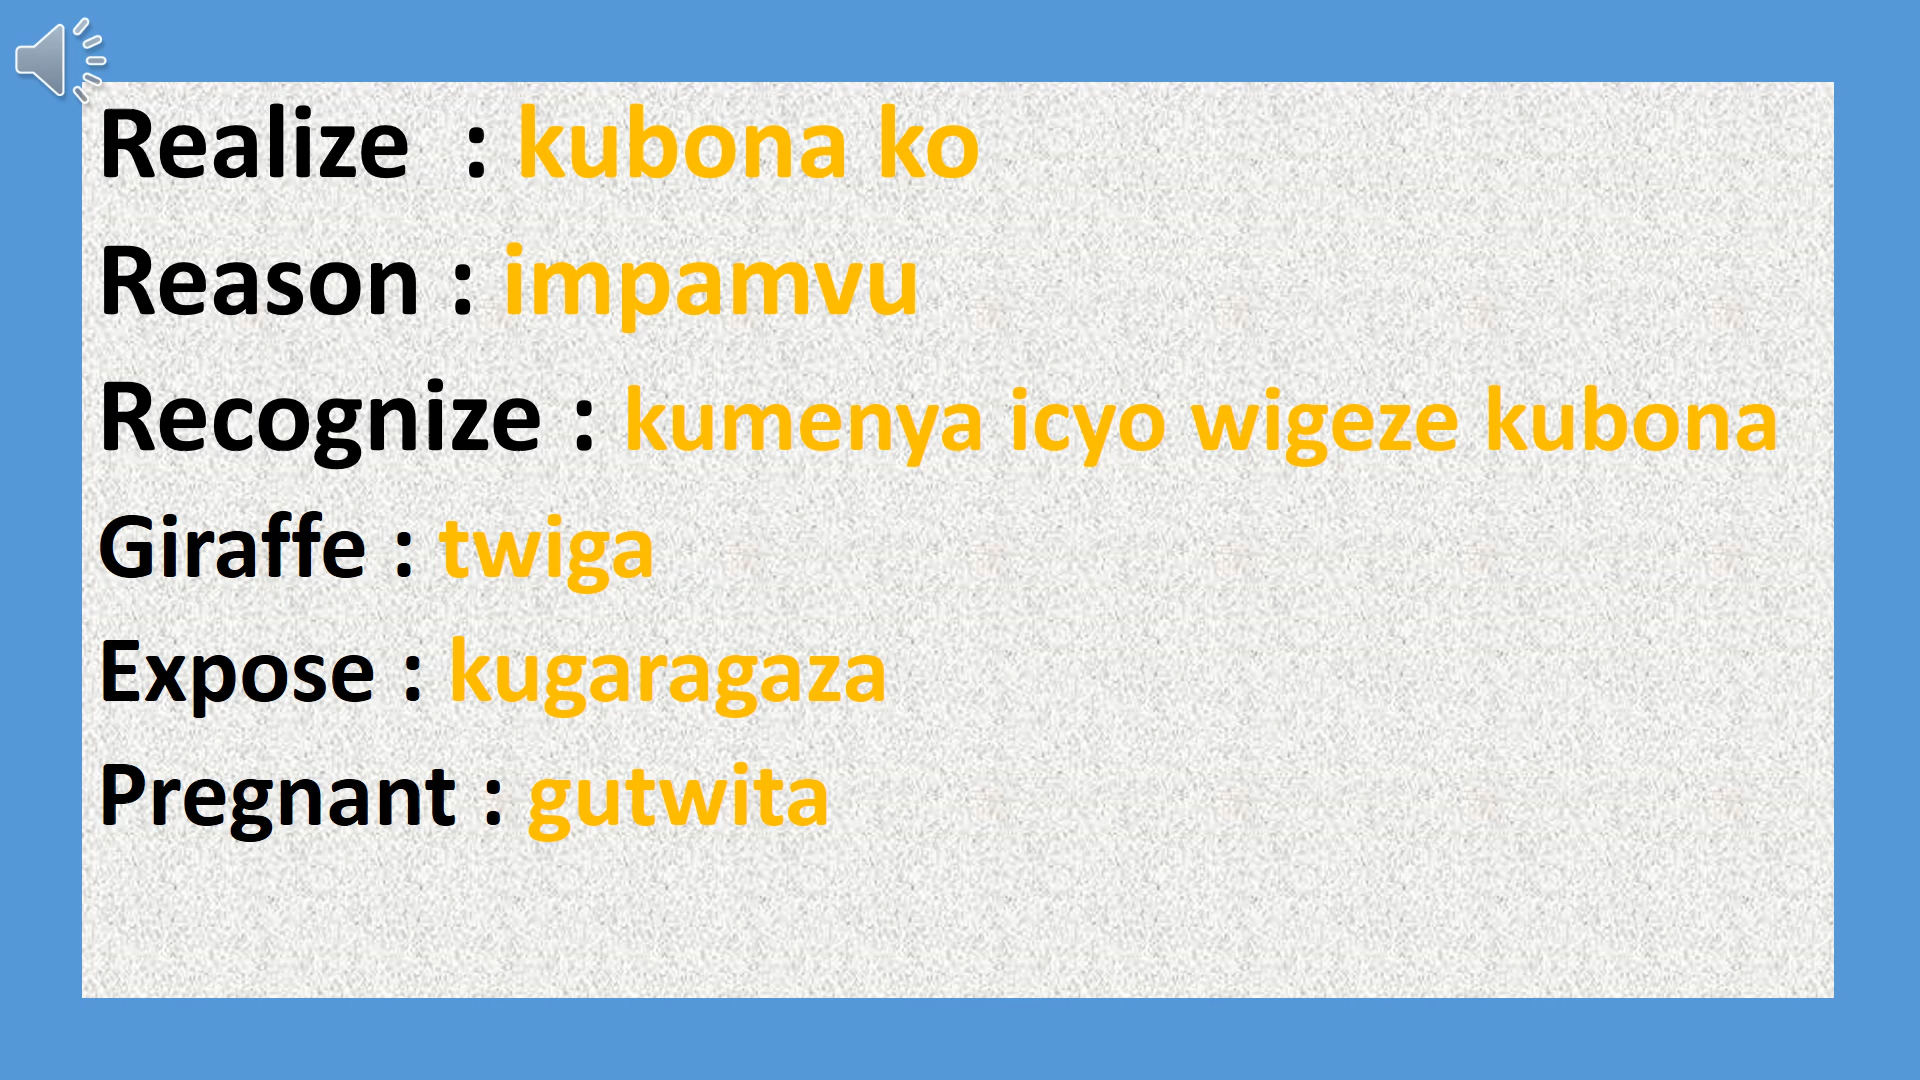 Realize  : kubona ko
Reason : impamvu
Recognize : kumenya icyo wigeze kubona
Giraffe : twiga
Expose : kugaragaza
Pregnant : gutwita